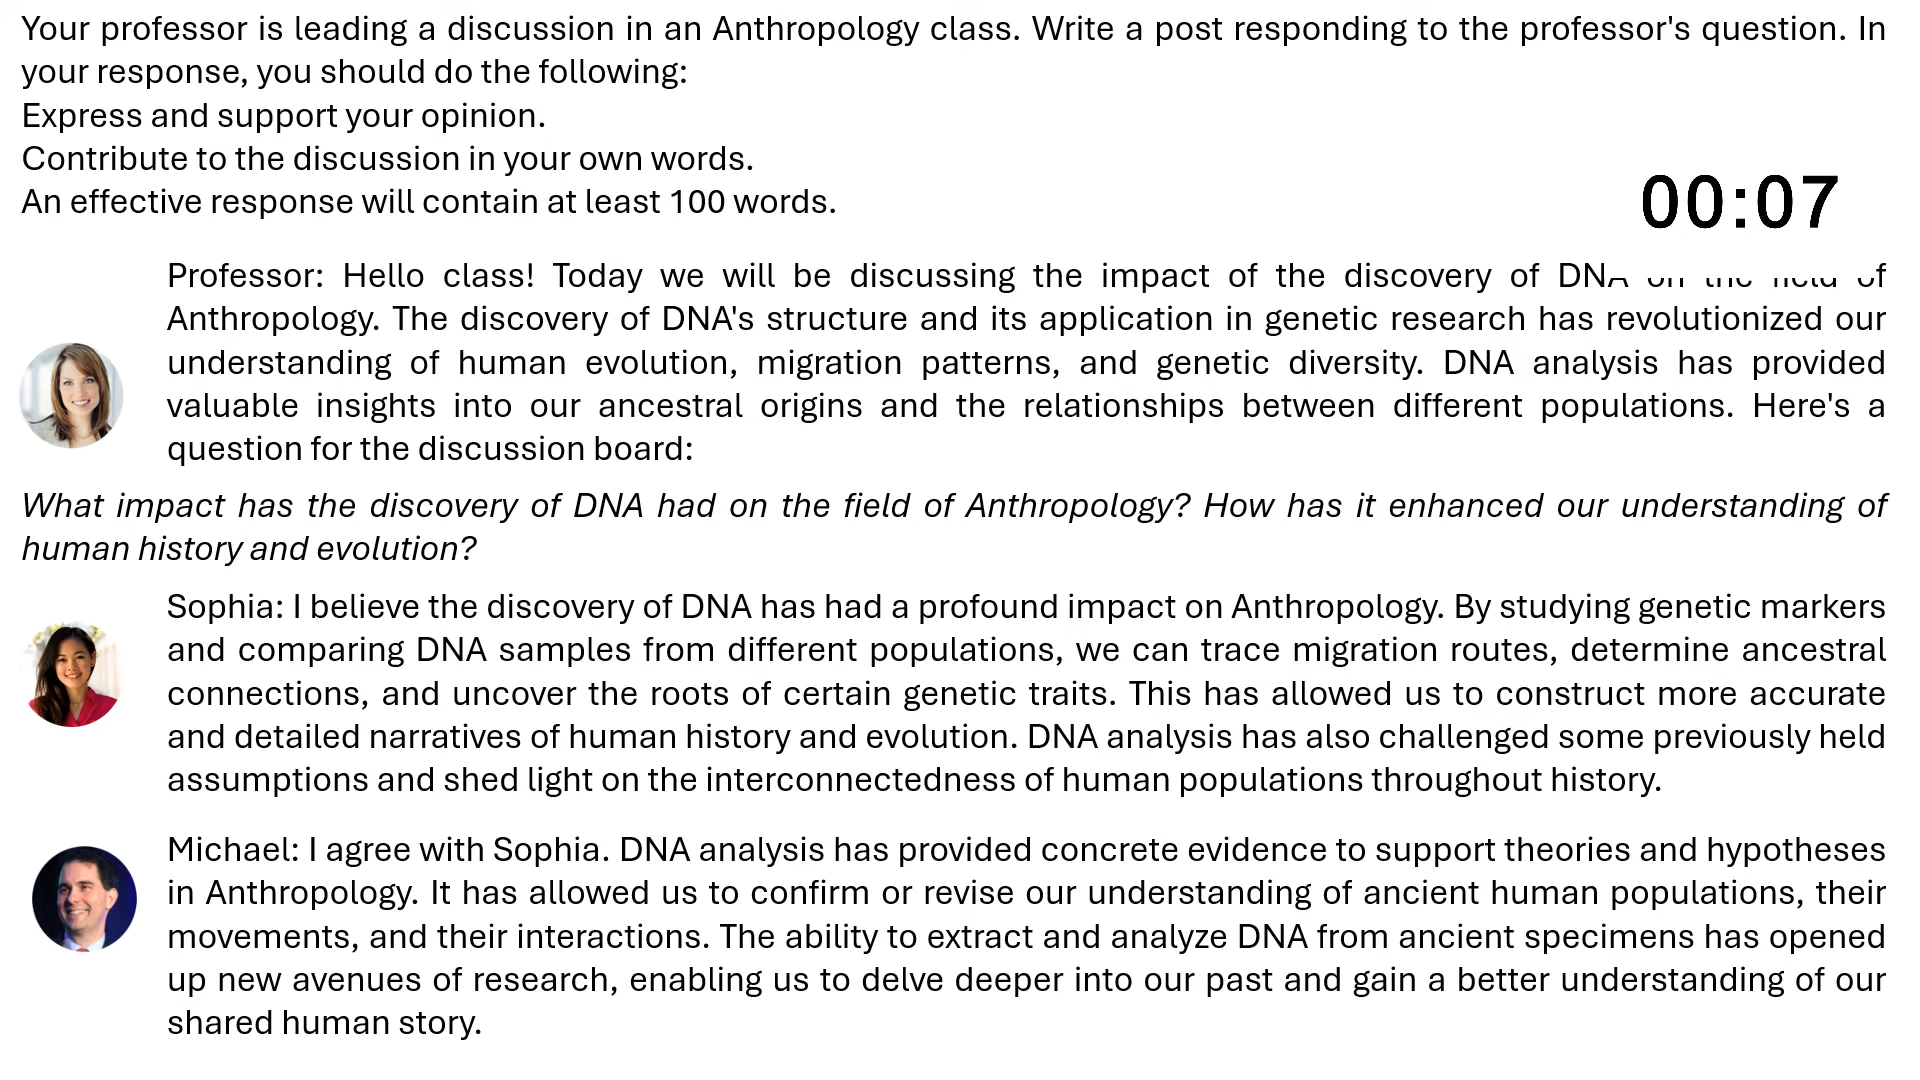 Your professor is leading a discussion in an Anthropology class. Write a post responding to the professor's question. In
your response, you should do the following:
Express and support your opinion.
Contribute to the discussion in your own words.
An effective response will contain at least 100 words.
00:07
Professor: Hello class! Today we will be discussing the impact of the discovery of DNA on the field of
Anthropology. The discovery of DNA's structure and its application in genetic research has revolutionized our
understanding of human evolution, migration patterns, and genetic diversity. DNA analysis has provided
valuable insights into our ancestral origins and the relationships between different populations. Here's a
question for the discussion board:
What impact has the discovery of DNA had on the field of Anthropology? How has it enhanced our understanding of
human history and evolution?
Sophia: I believe the discovery of DNA has had a profound impact on Anthropology. By studying genetic markers
and comparing DNA samples from different populations, we can trace migration routes, determine ancestral
connections, and uncover the roots of certain genetic traits. This has allowed us to construct more accurate
and detailed narratives of human history and evolution. DNA analysis has also challenged some previously held
assumptions and shed light on the interconnectedness of human populations throughout history.
Michael: I agree with Sophia. DNA analysis has provided concrete evidence to support theories and hypotheses
in Anthropology. It has allowed us to confirm or revise our understanding of ancient human populations, their
movements, and their interactions. The ability to extract and analyze DNA from ancient specimens has opened
up new avenues of research, enabling us to delve deeper into our past and gain a better understanding of our
shared human story.